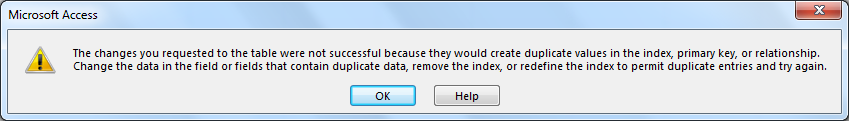 Microsoft Access
The changes you requested to the table were not successful because they would create duplicate values in the index, primary key, or relationship.
Change the data in the field or fields that contain duplicate data, remove the index, or redefine the index to permit duplicate entries and try again.
OK Help